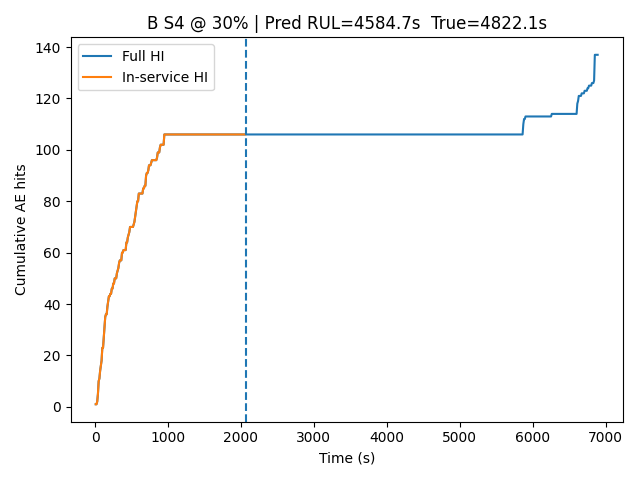 B S4 @ 30% | Pred RUL=4584.7s  True=4822.1s
Full HI
In-service HI
Cumulative AE hits
140
120
100
80
60
40
20
0
0 1000 2000 3000 4000 5000 6000 7000
Time (s)